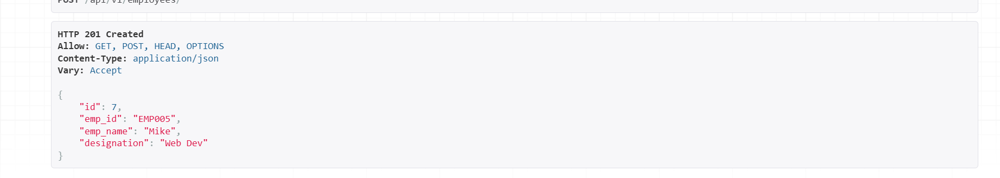 POST /api/v1/employees/
HTTP 201 Created
Allow: GET, POST, HEAD, OPTIONS
Content-Type: application/json
Vary: Accept
{
    "id": 7,
    "emp_id": "EMP005",
    "emp_name": "Mike",
    "designation": "Web Dev"
}